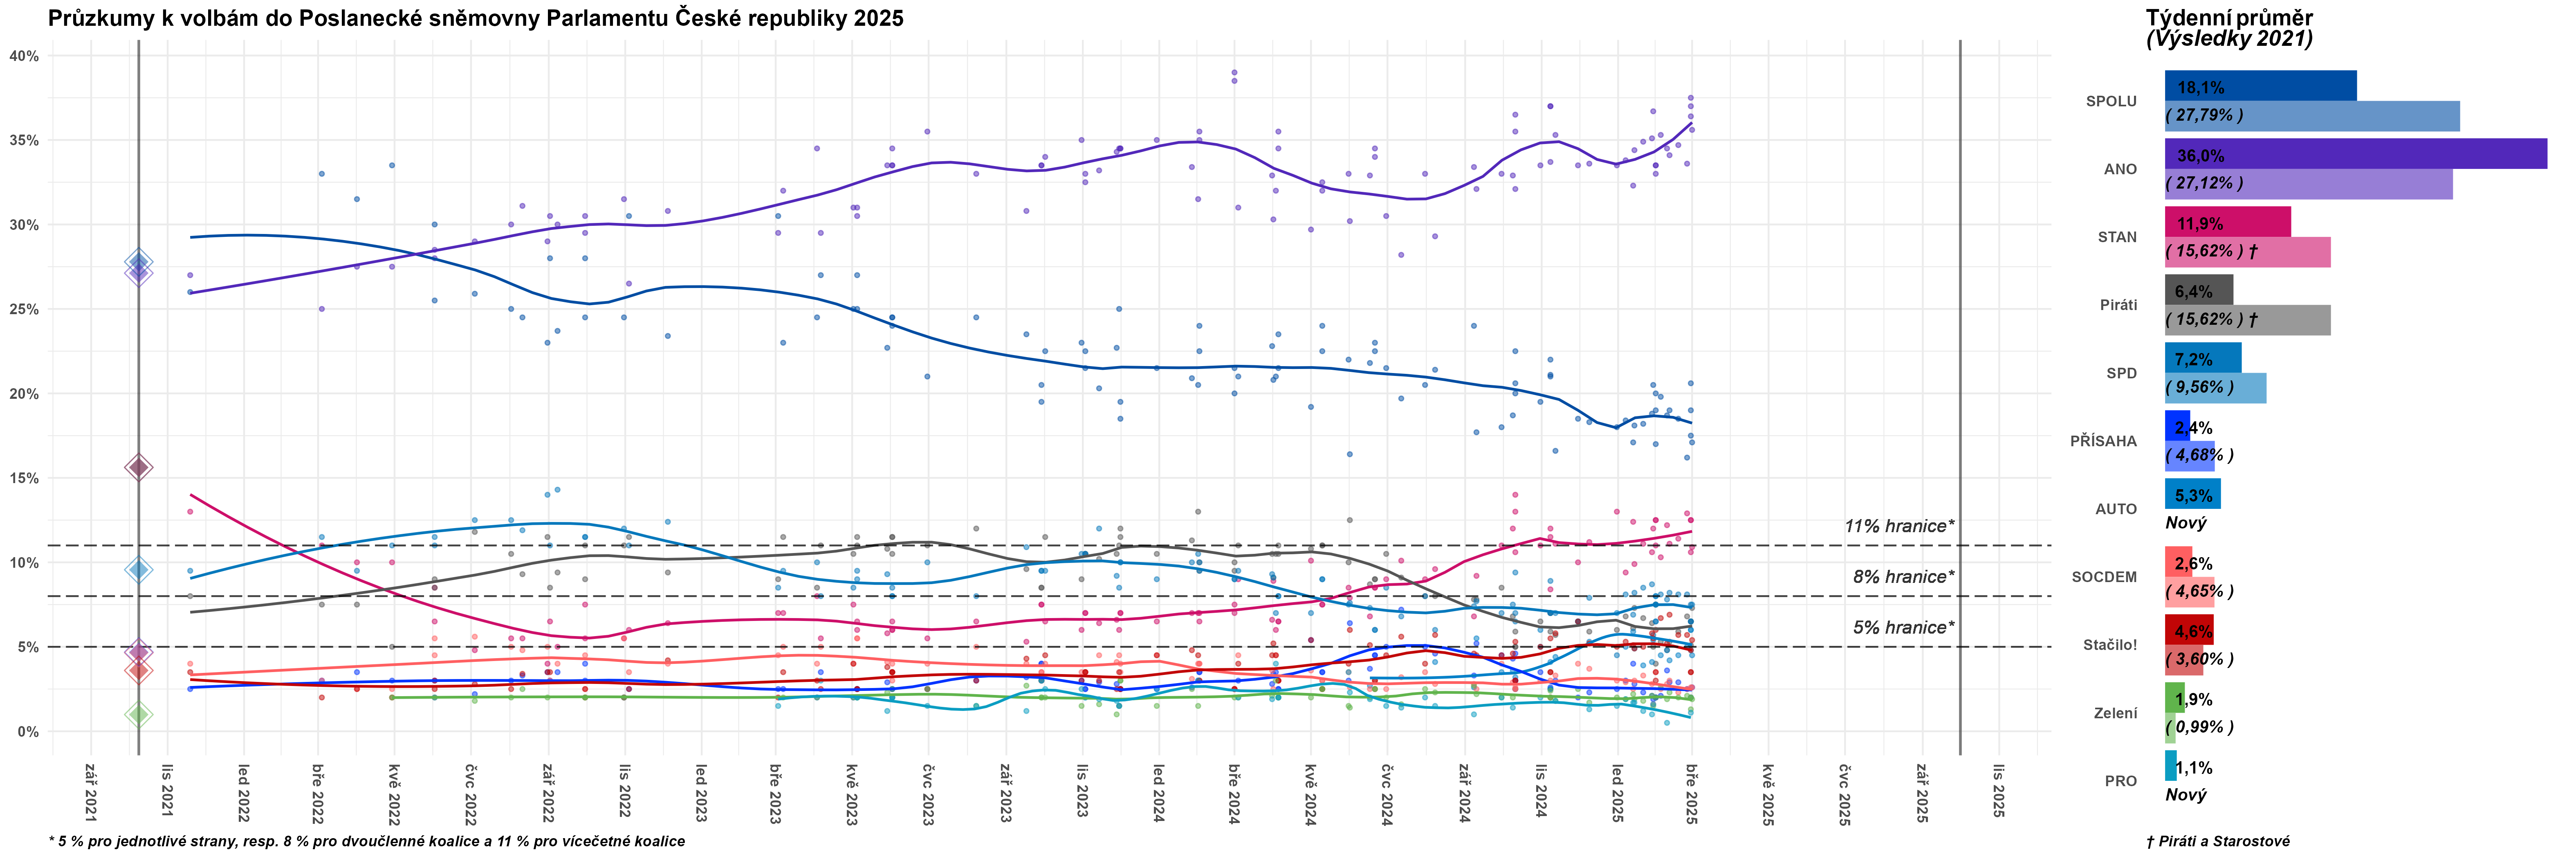 Průzkumy k volbám do Poslanecké sněmovny Parlamentu České republiky 2025
40%
35%
30%
25%
20%
15%
10%
5%
0%
11% hranice*
8% hranice*
5% hranice*
zář 2021
lis 2021
led 2022
bře 2022
kvě 2022
čvc 2022
zář 2022
lis 2022
led 2023
bře 2023
kvě 2023
čvc 2023
zář 2023
lis 2023
led 2024
bře 2024
kvě 2024
čvc 2024
zář 2024
lis 2024
led 2025
bře 2025
kvě 2025
čvc 2025
zář 2025
lis 2025
* 5 % pro jednotlivé strany, resp. 8 % pro dvoučlenné koalice a 11 % pro vícečetné koalice
Týdenní průměr
(Výsledky 2021)
SPOLU
18,1%
( 27,79% )
ANO
36,0%
( 27,12% )
STAN
11,9%
( 15,62% ) †
Piráti
6,4%
( 15,62% ) †
SPD
7,2%
( 9,56% )
PŘÍSAHA
2,4%
( 4,68% )
AUTO
5,3%
Nový
SOCDEM
2,6%
( 4,65% )
Stačilo!
4,6%
( 3,60% )
Zelení
1,9%
( 0,99% )
PRO
1,1%
Nový
† Piráti a Starostové